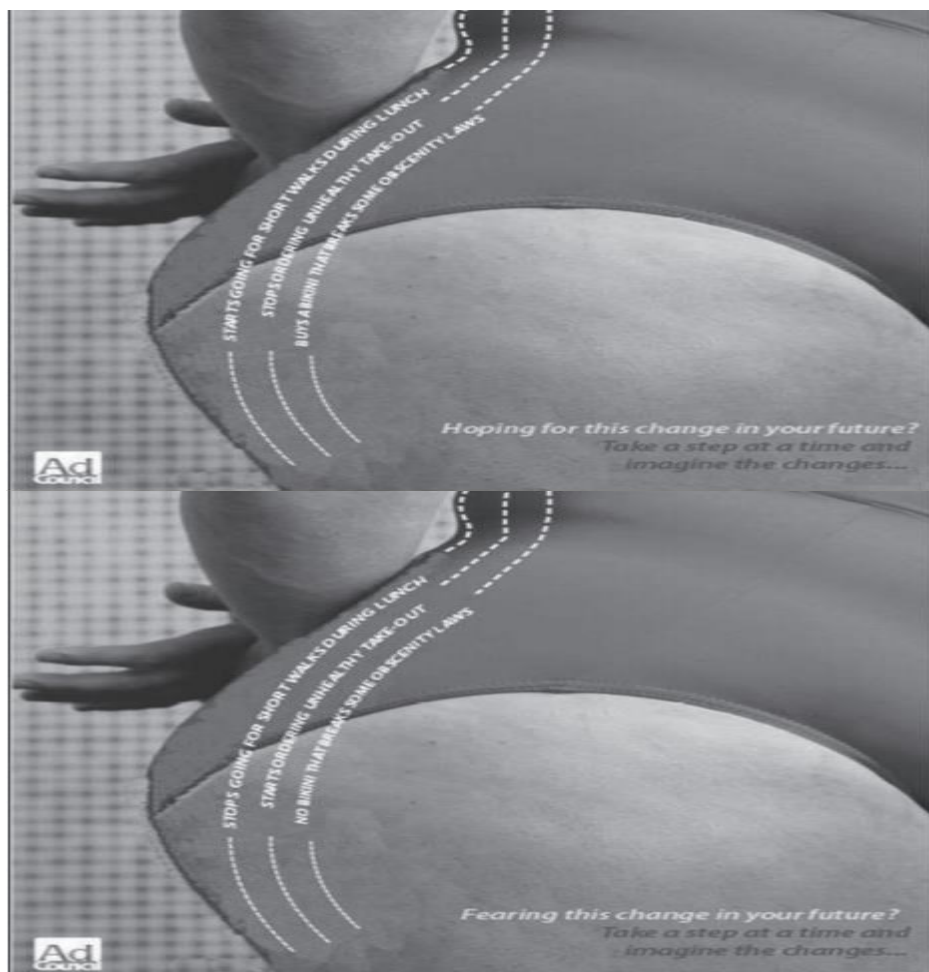 STARTS GOING FOR SHORT WALKS DURING LUNCH
STOPS ORDERING UNHEALTHY TAKE-OUT
BUYS A BIKINI THAT BREAKS SOME OBSCENITY LAWS
Hoping for this change in your future?
Take a step at a time and
imagine the changes...
Ad
Council
STOPS GOING FOR SHORT WALKS DURING LUNCH
STARTS ORDERING UNHEALTHY TAKE-OUT
NO BIKINI THAT BREAKS SOME OBSCENITY LAWS
Fearing this change in your future?
Take a step at a time and
imagine the changes...
Ad
Council